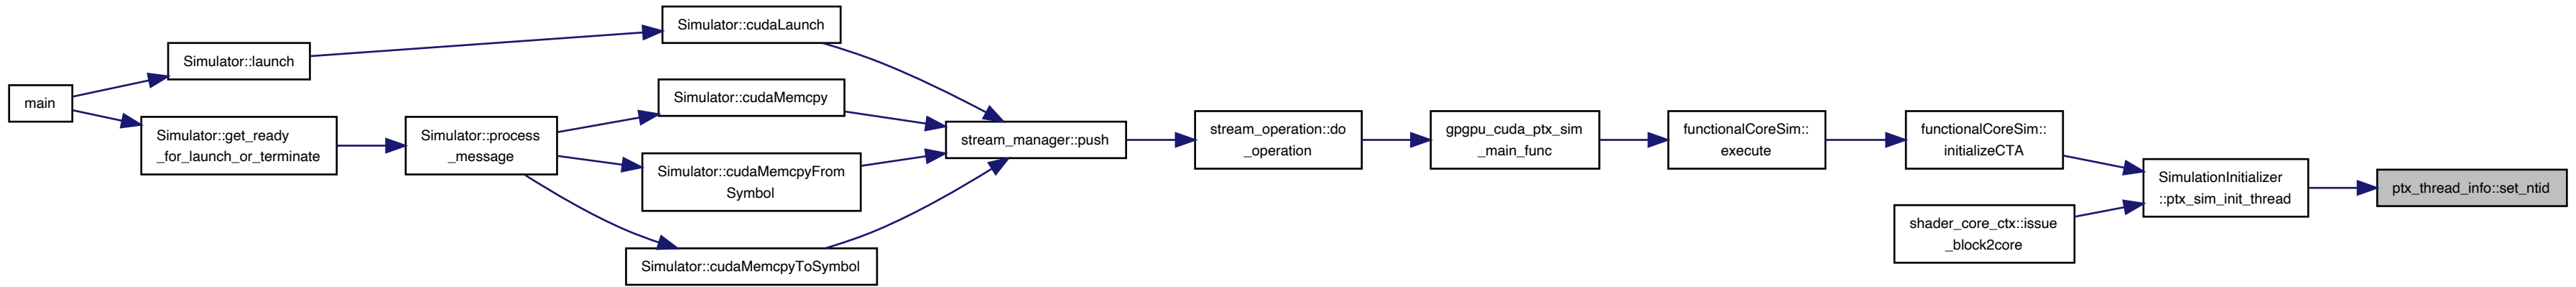 main
Simulator::launch
Simulator::get_ready
_for_launch_or_terminate
Simulator::process
_message
Simulator::cudaLaunch
Simulator::cudaMemcpy
Simulator::cudaMemcpyFrom
Symbol
Simulator::cudaMemcpyToSymbol
stream_manager::push
stream_operation::do
_operation
gpgpu_cuda_ptx_sim
_main_func
functionalCoreSim::
execute
functionalCoreSim::
initializeCTA
shader_core_ctx::issue
_block2core
SimulationInitializer
::ptx_sim_init_thread
ptx_thread_info::set_ntid